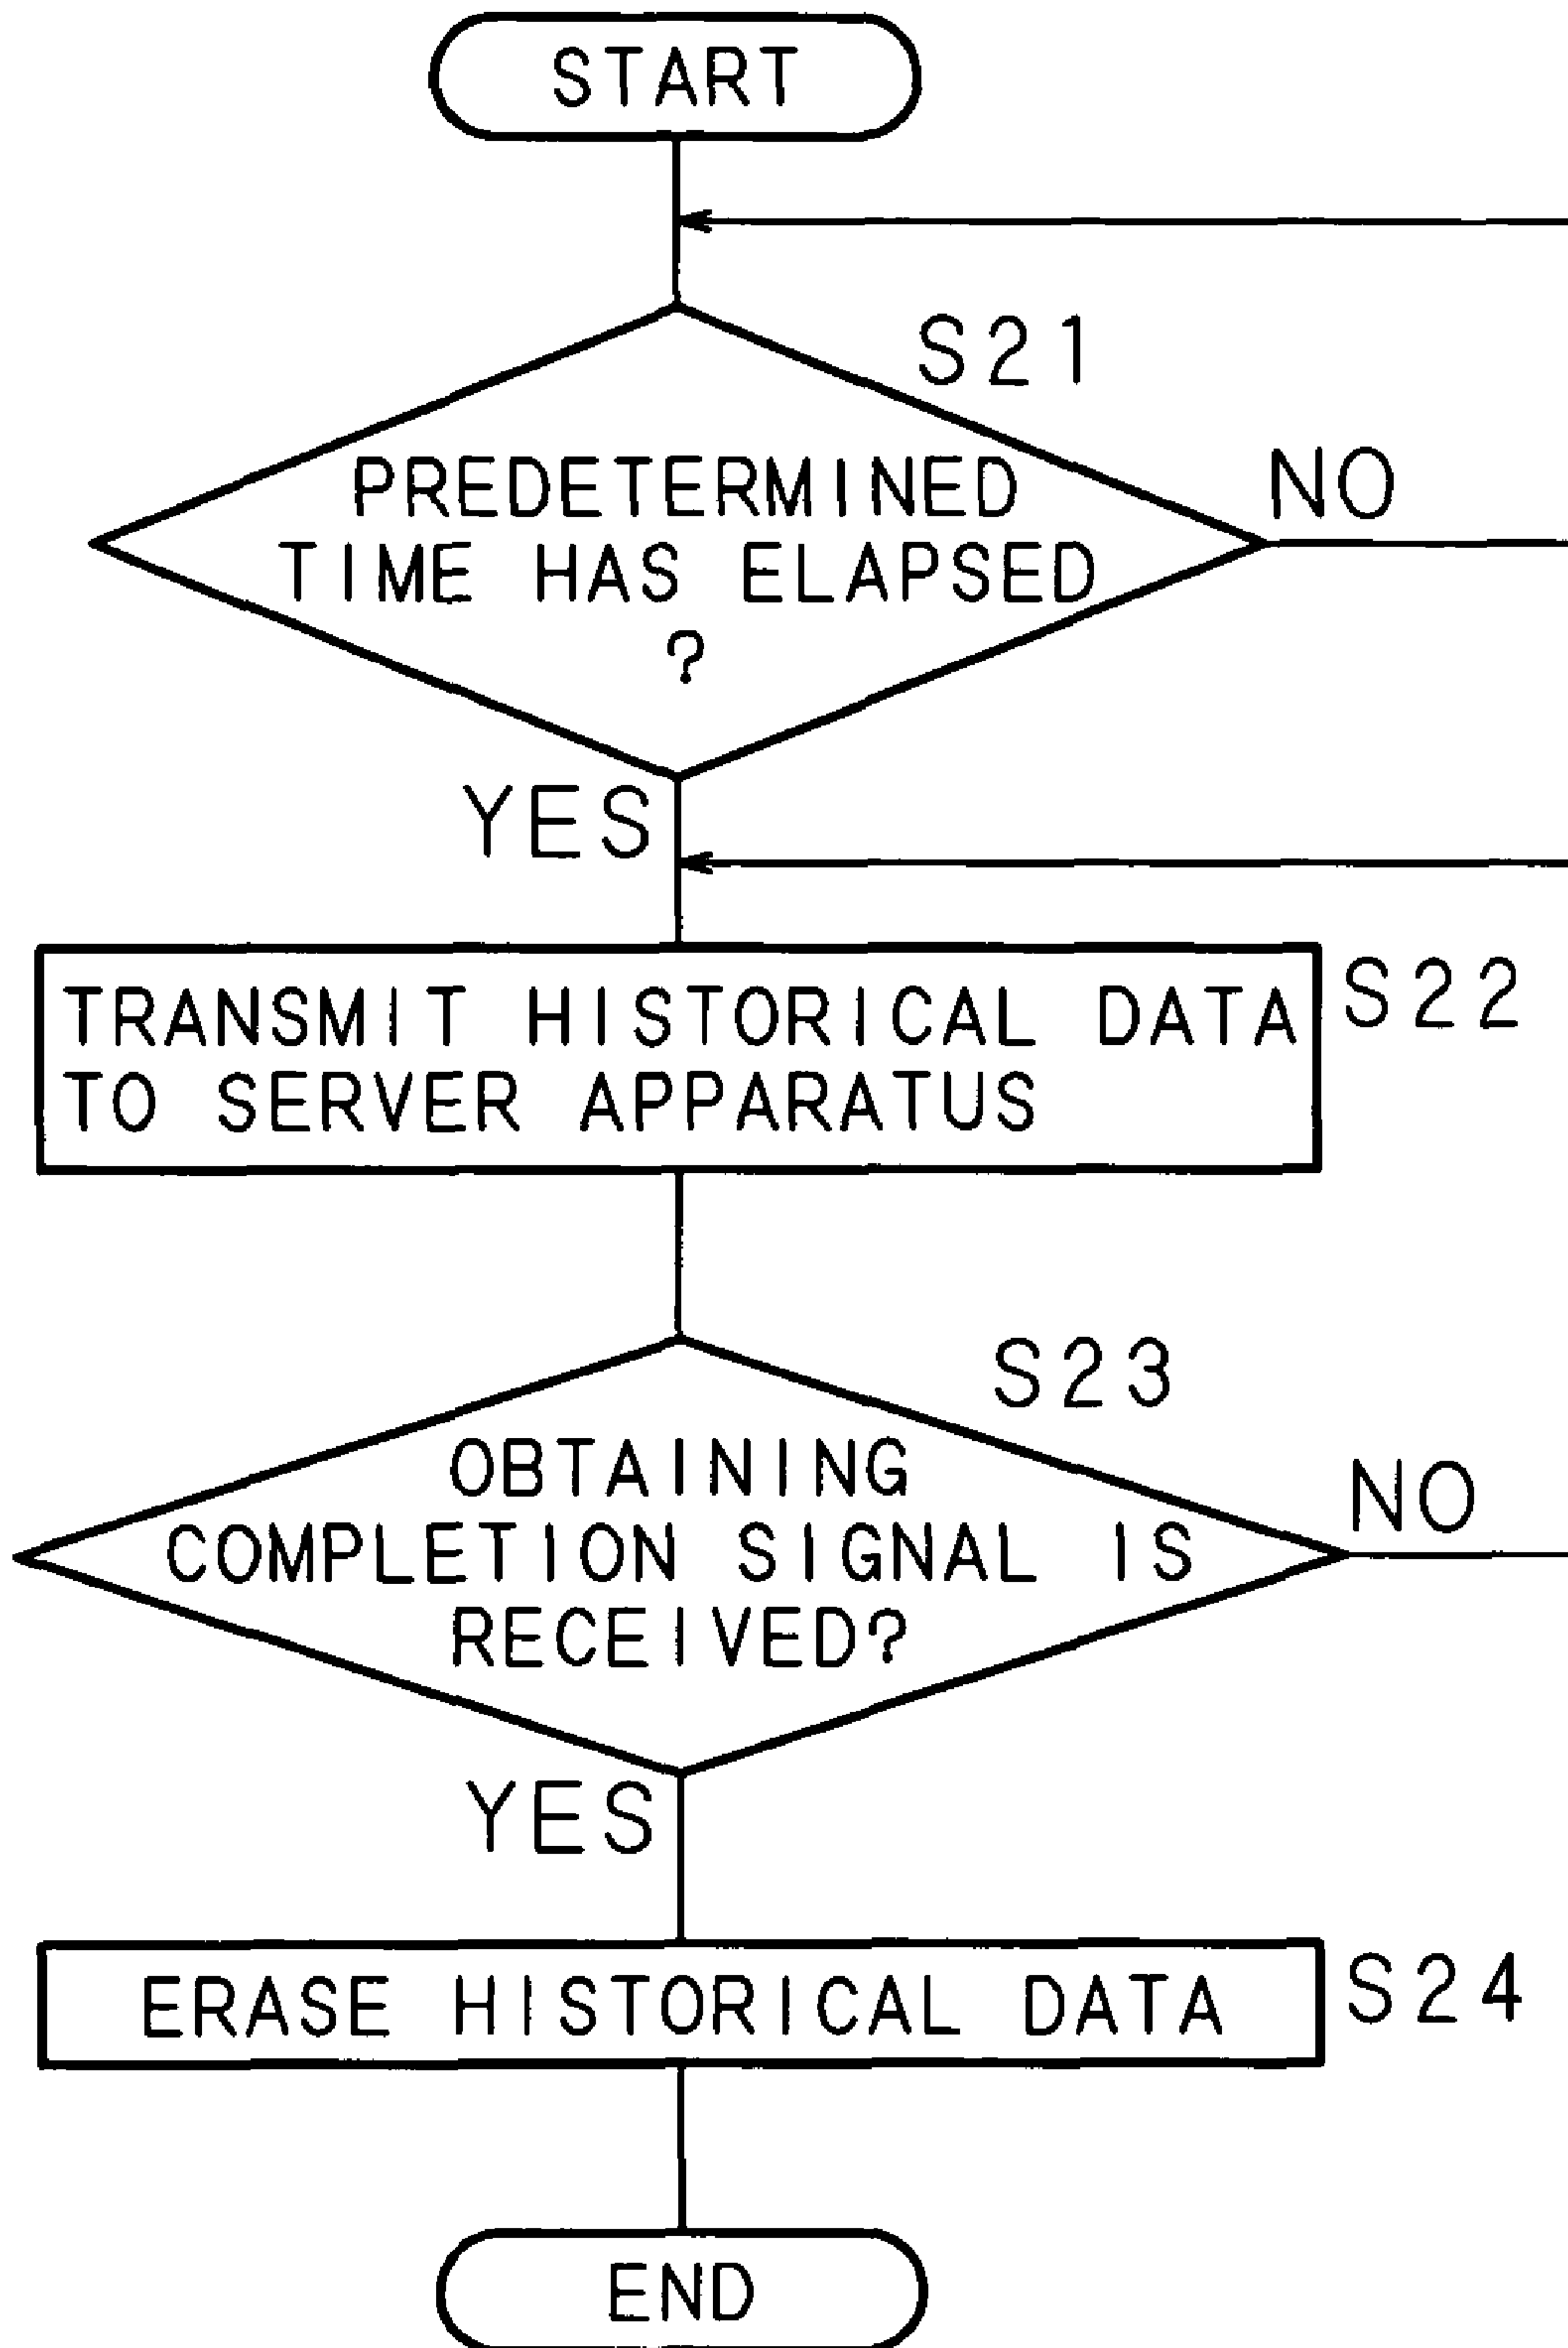 START
S21
PREDETERMINED
TIME HAS ELAPSED
?
NO
YES
TRANSMIT HISTORICAL DATA
TO SERVER APPARATUS
S22
S23
OBTAINING
COMPLETION SIGNAL IS
RECEIVED?
NO
YES
ERASE HISTORICAL DATA
S24
END